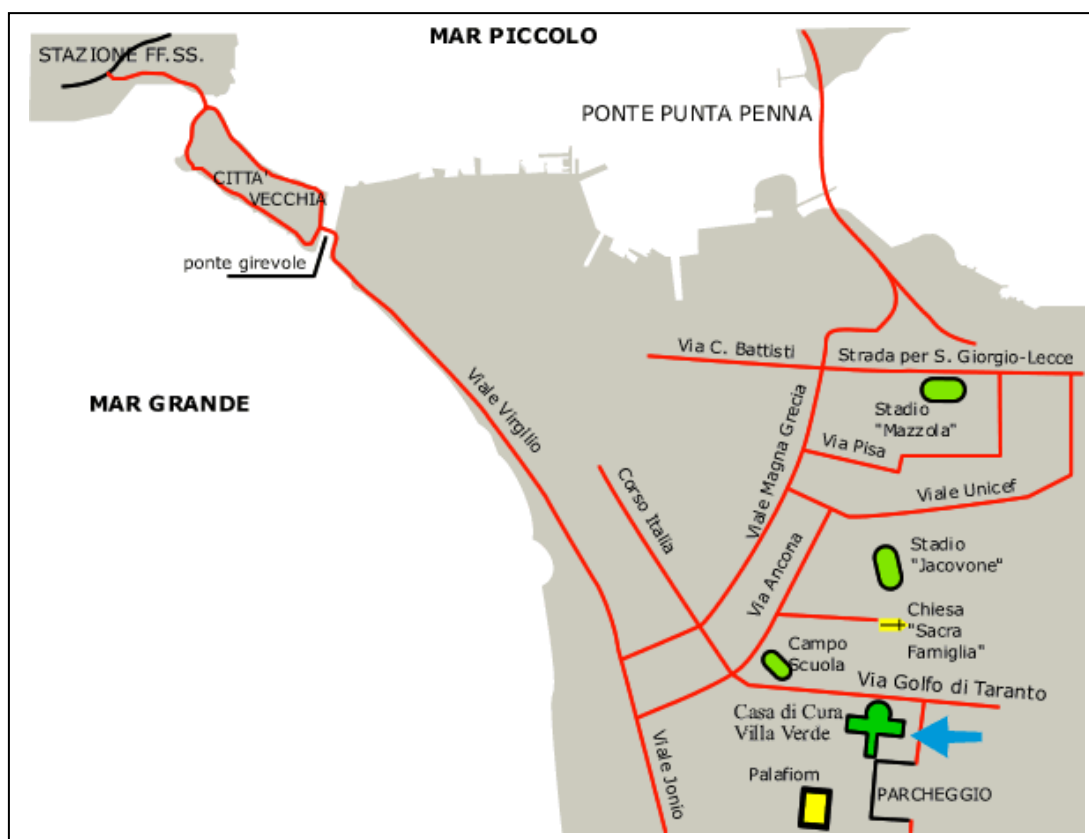 MAR PICCOLO
STAZIONE FF.SS.
PONTE PUNTA PENNA
CITTA'
VECCHIA
ponte girevole
Via C. Battisti
Strada per S. Giorgio-Lecce
MAR GRANDE
Viale Virgilio
Stadio
"Mazzola"
Viale Magna Grecia
Via Pisa
Corso Italia
Viale Unicef
Via Ancona
Stadio
"Jacovone"
Chiesa
"Sacra
Famiglia"
Campo
Scuola
Via Golfo di Taranto
Casa di Cura
Villa Verde
Viale Jonio
Palafiom
PARCHEGGIO